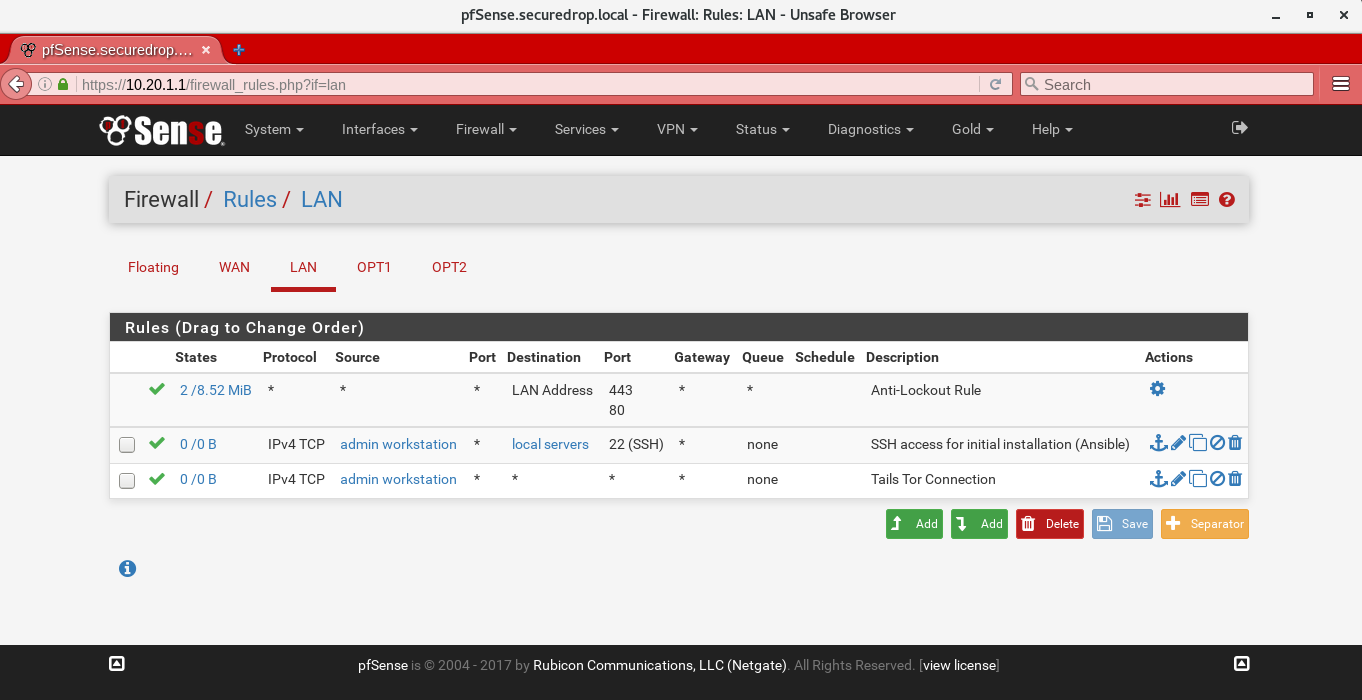 pfSense.securedrop.local - Firewall: Rules: LAN - Unsafe Browser
pfSense.securedrop.…
https://10.20.1.1/firewall_rules.php?if=lan Search
Sense System Interfaces Firewall Services VPN Status Diagnostics Gold Help
Firewall / Rules / LAN
Floating WAN LAN OPT1 OPT2
Rules (Drag to Change Order)
States Protocol Source Port Destination Port Gateway Queue Schedule Description Actions
2 /8.52 MiB * * * LAN Address 443 * * Anti-Lockout Rule
80
0 /0 B IPv4 TCP admin workstation * local servers 22 (SSH) * none SSH access for initial installation (Ansible)
0 /0 B IPv4 TCP admin workstation * * * * none Tails Tor Connection
Add Add Delete Save Separator
pfSense is © 2004 - 2017 by Rubicon Communications, LLC (Netgate). All Rights Reserved. [view license]